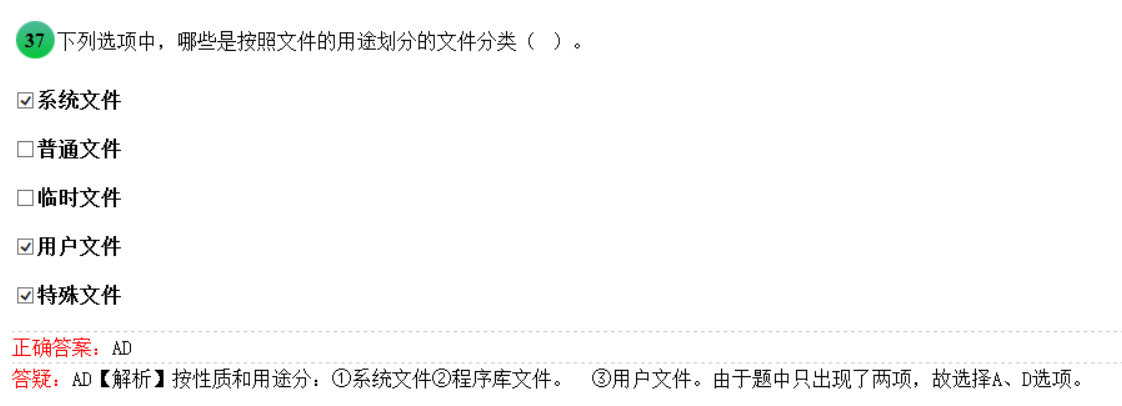 37 下列选项中，哪些是按照文件的用途划分的文件分类（ ）。
系统文件
普通文件
临时文件
用户文件
特殊文件
正确答案：AD
答疑：AD【解析】按性质和用途分：①系统文件②程序库文件。 ③用户文件。由于题中只出现了两项，故选择A、D选项。